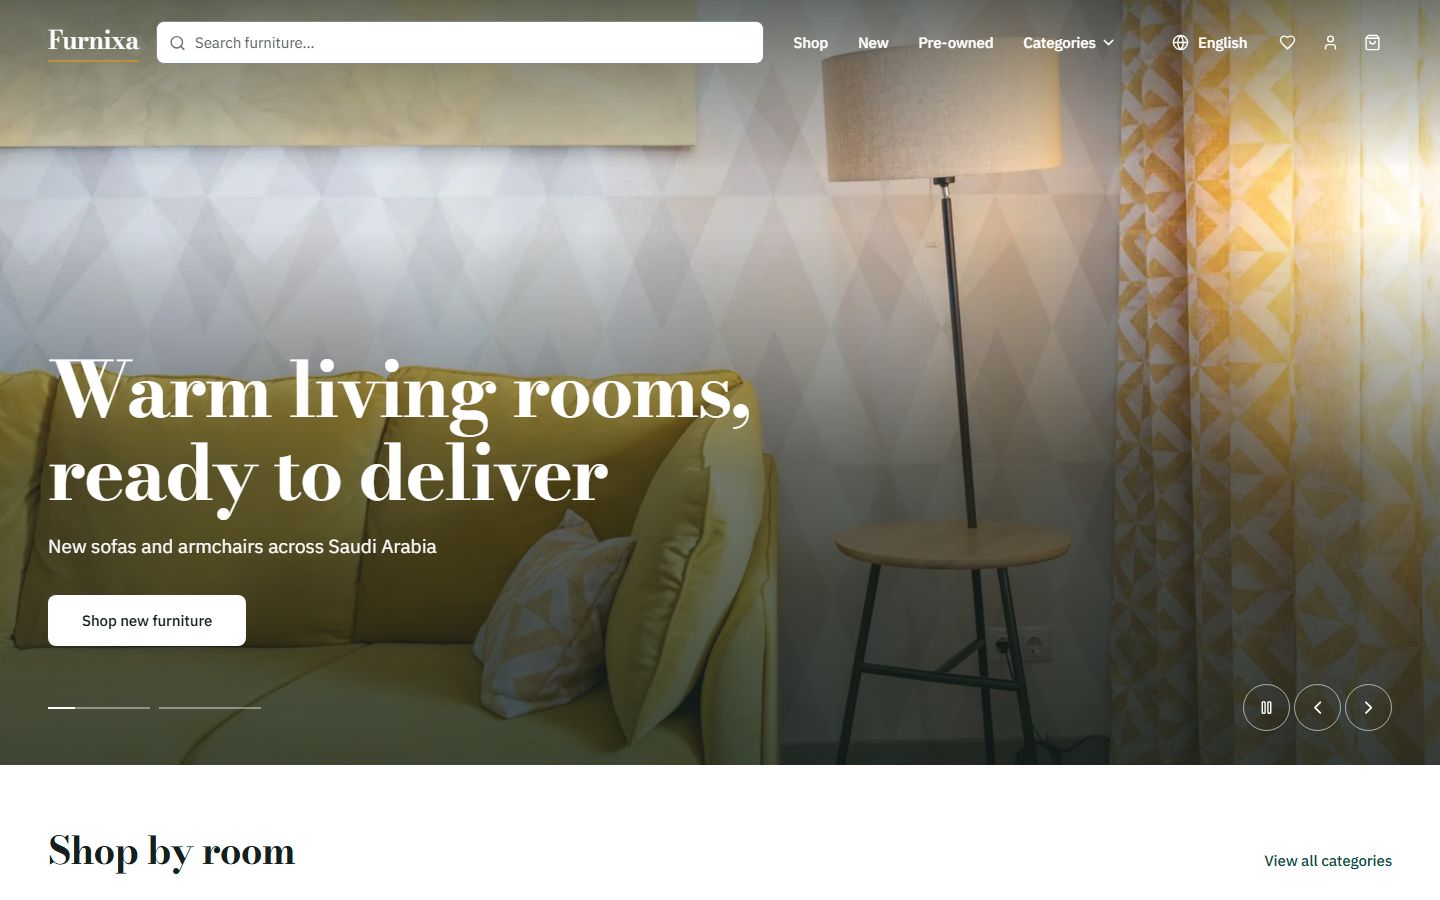 Furnixa
Search furniture...
Shop
New
Pre-owned
Categories
English
Warm living rooms,
ready to deliver
New sofas and armchairs across Saudi Arabia
Shop new furniture
Shop by room
View all categories